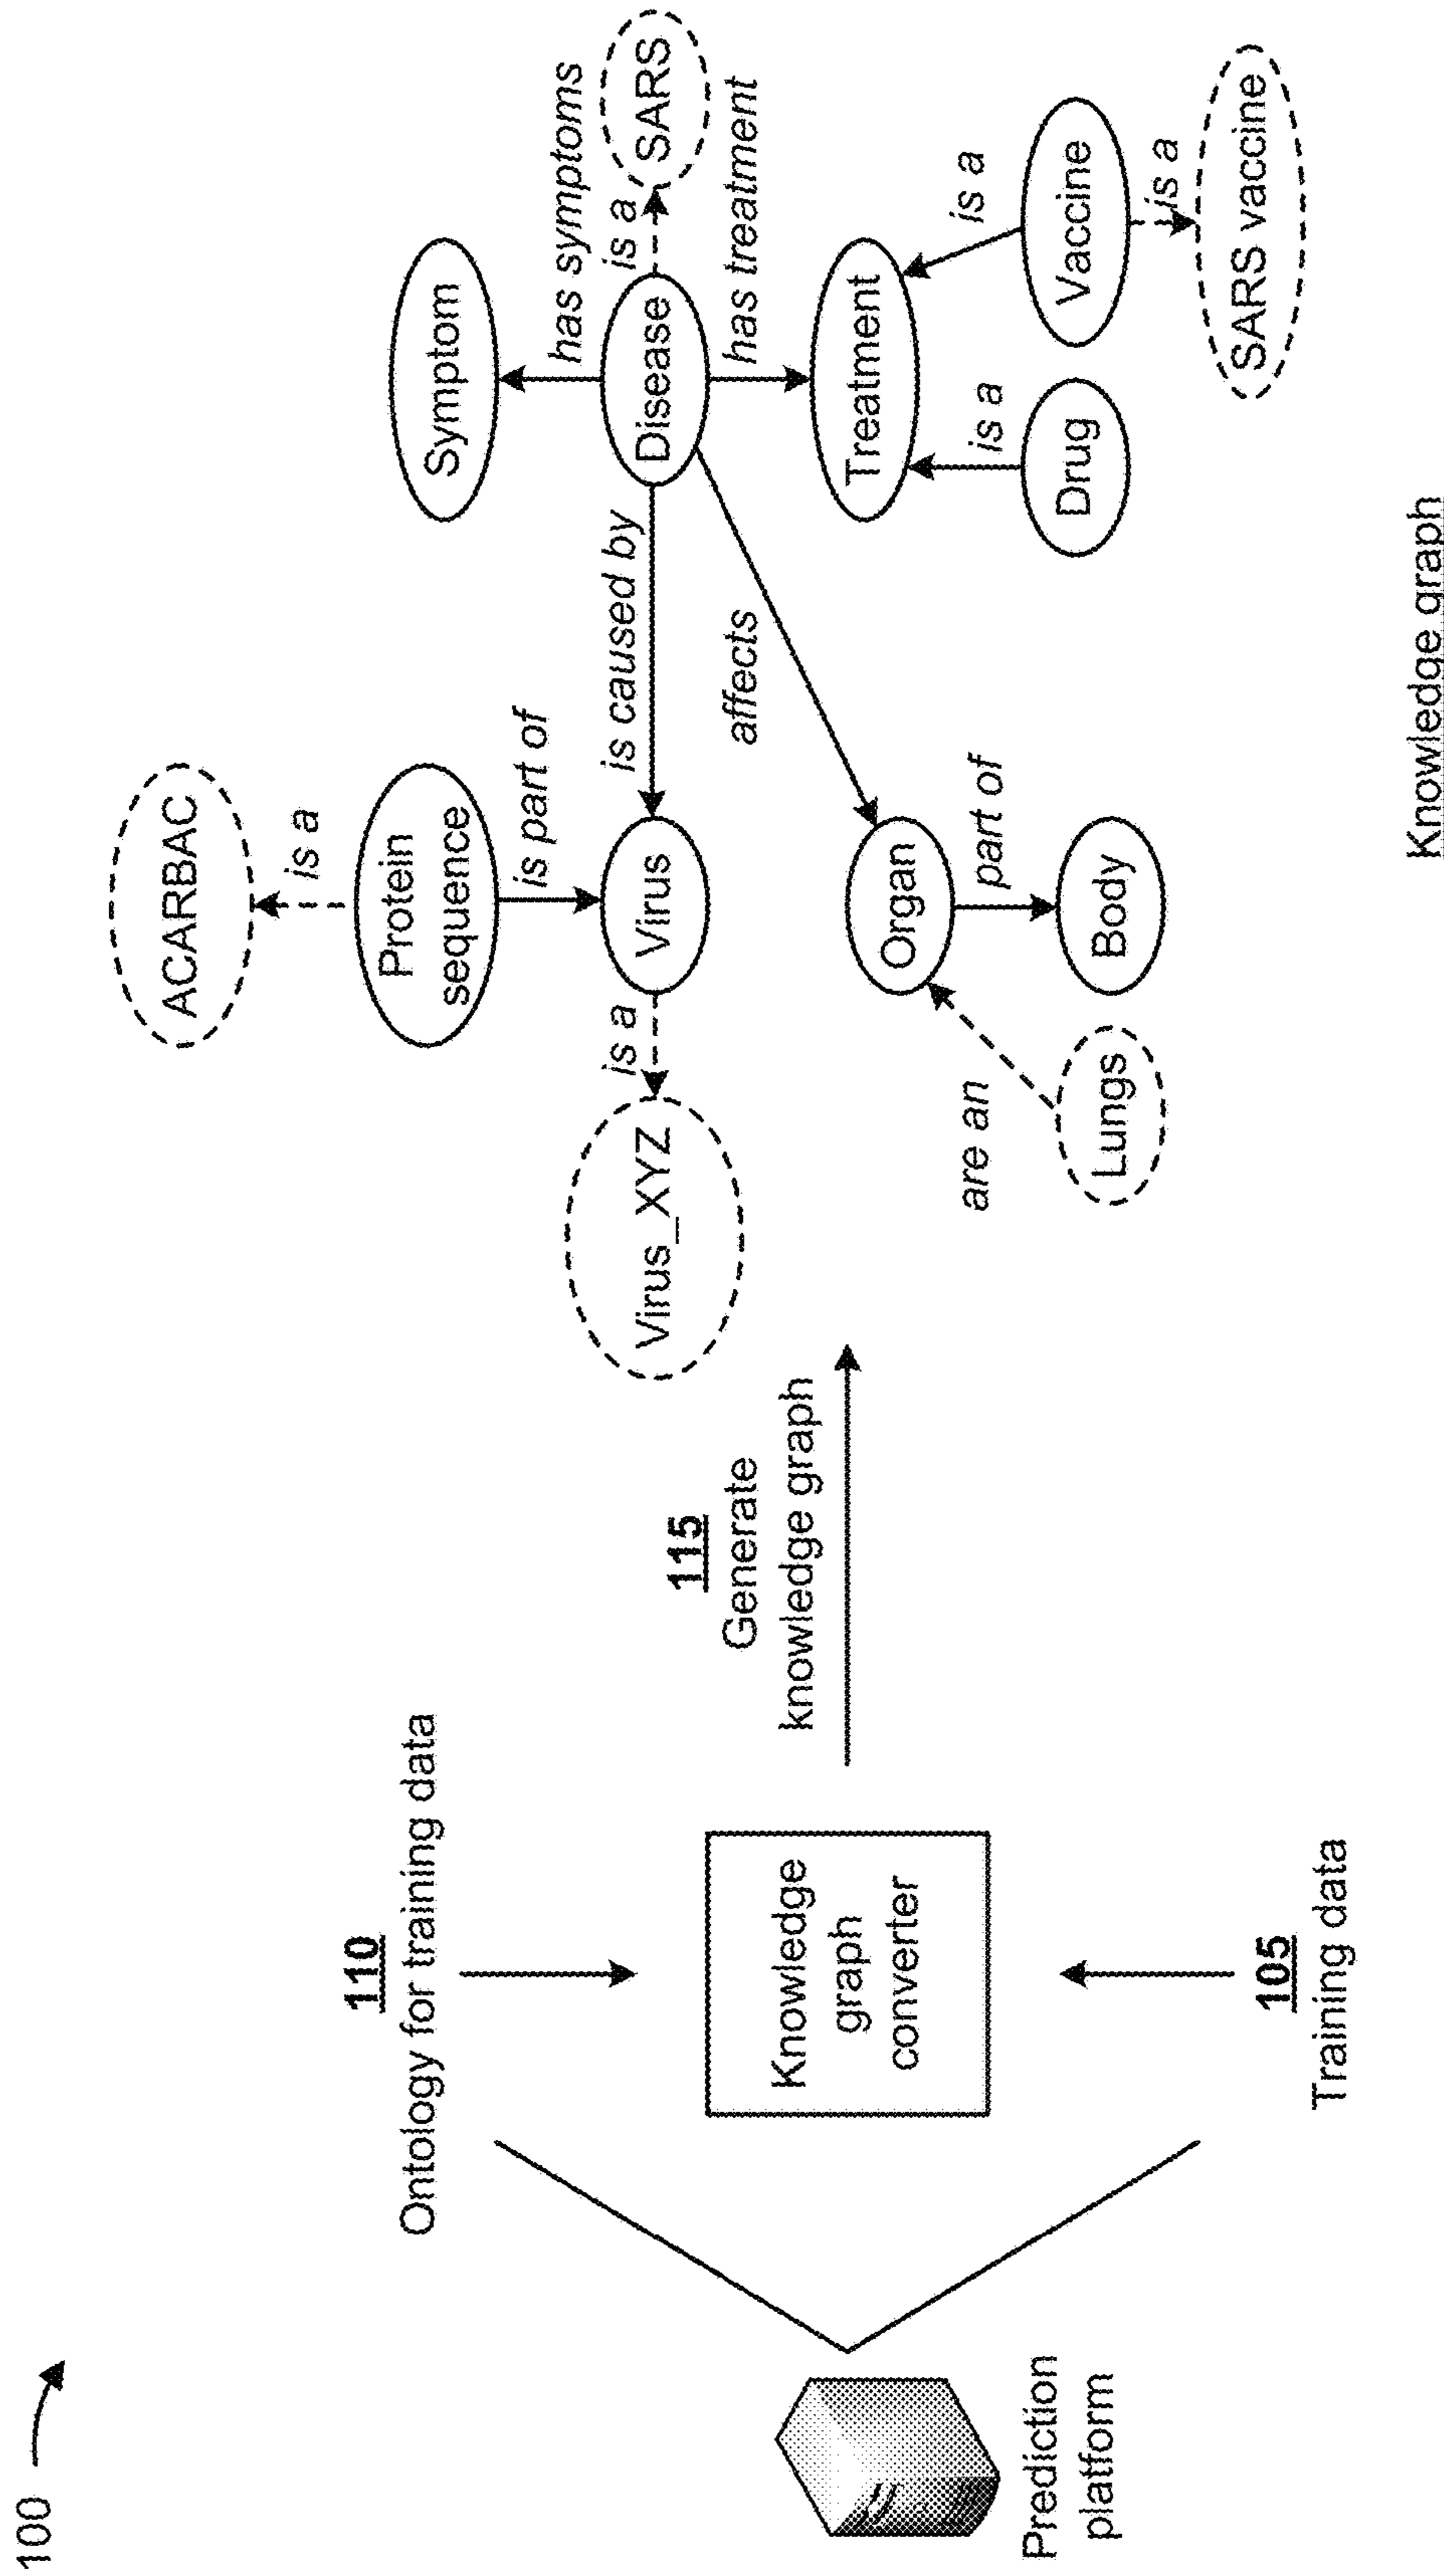 100
Prediction
platform
110
Ontology for training data
Knowledge
graph
converter
105
Training data
115
Generate
knowledge graph
ACARBAC
is a
Protein
sequence
is part of
Virus_XYZ
is a
Virus
is caused by
Symptom
has symptoms
Disease
is a
SARS
has treatment
affects
Organ
part of
Body
are an
Lungs
Treatment
is a
is a
Drug
Vaccine
is a
SARS vaccine
Knowledge graph